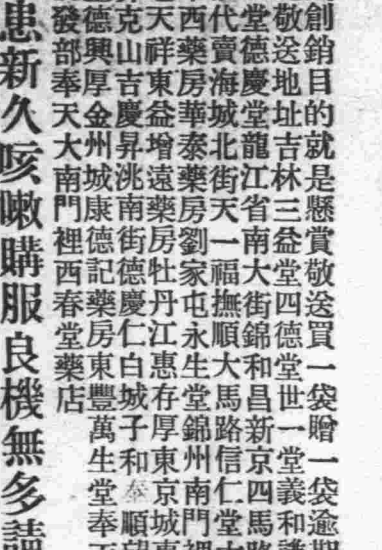 創銷目的就是懸賞敬送買一袋贈一袋逾期
敬送地址吉林三益堂四德堂世一堂義和謙
堂德慶堂龍江省南大街錦和昌新京四馬路
代賣海城北街天一福撫順大馬路信仁堂大
西藥房華泰藥房劉家屯永生堂錦州南門裡
天祥東益增遠藥房牡丹江惠存厚東京城東
克山吉慶昇洮南街德慶仁白城子和泰順望
德興厚金州城康德記藥房東豐萬生堂奉天
發部奉天大南門裡西春堂藥店
患新久咳嗽購服良機無多請